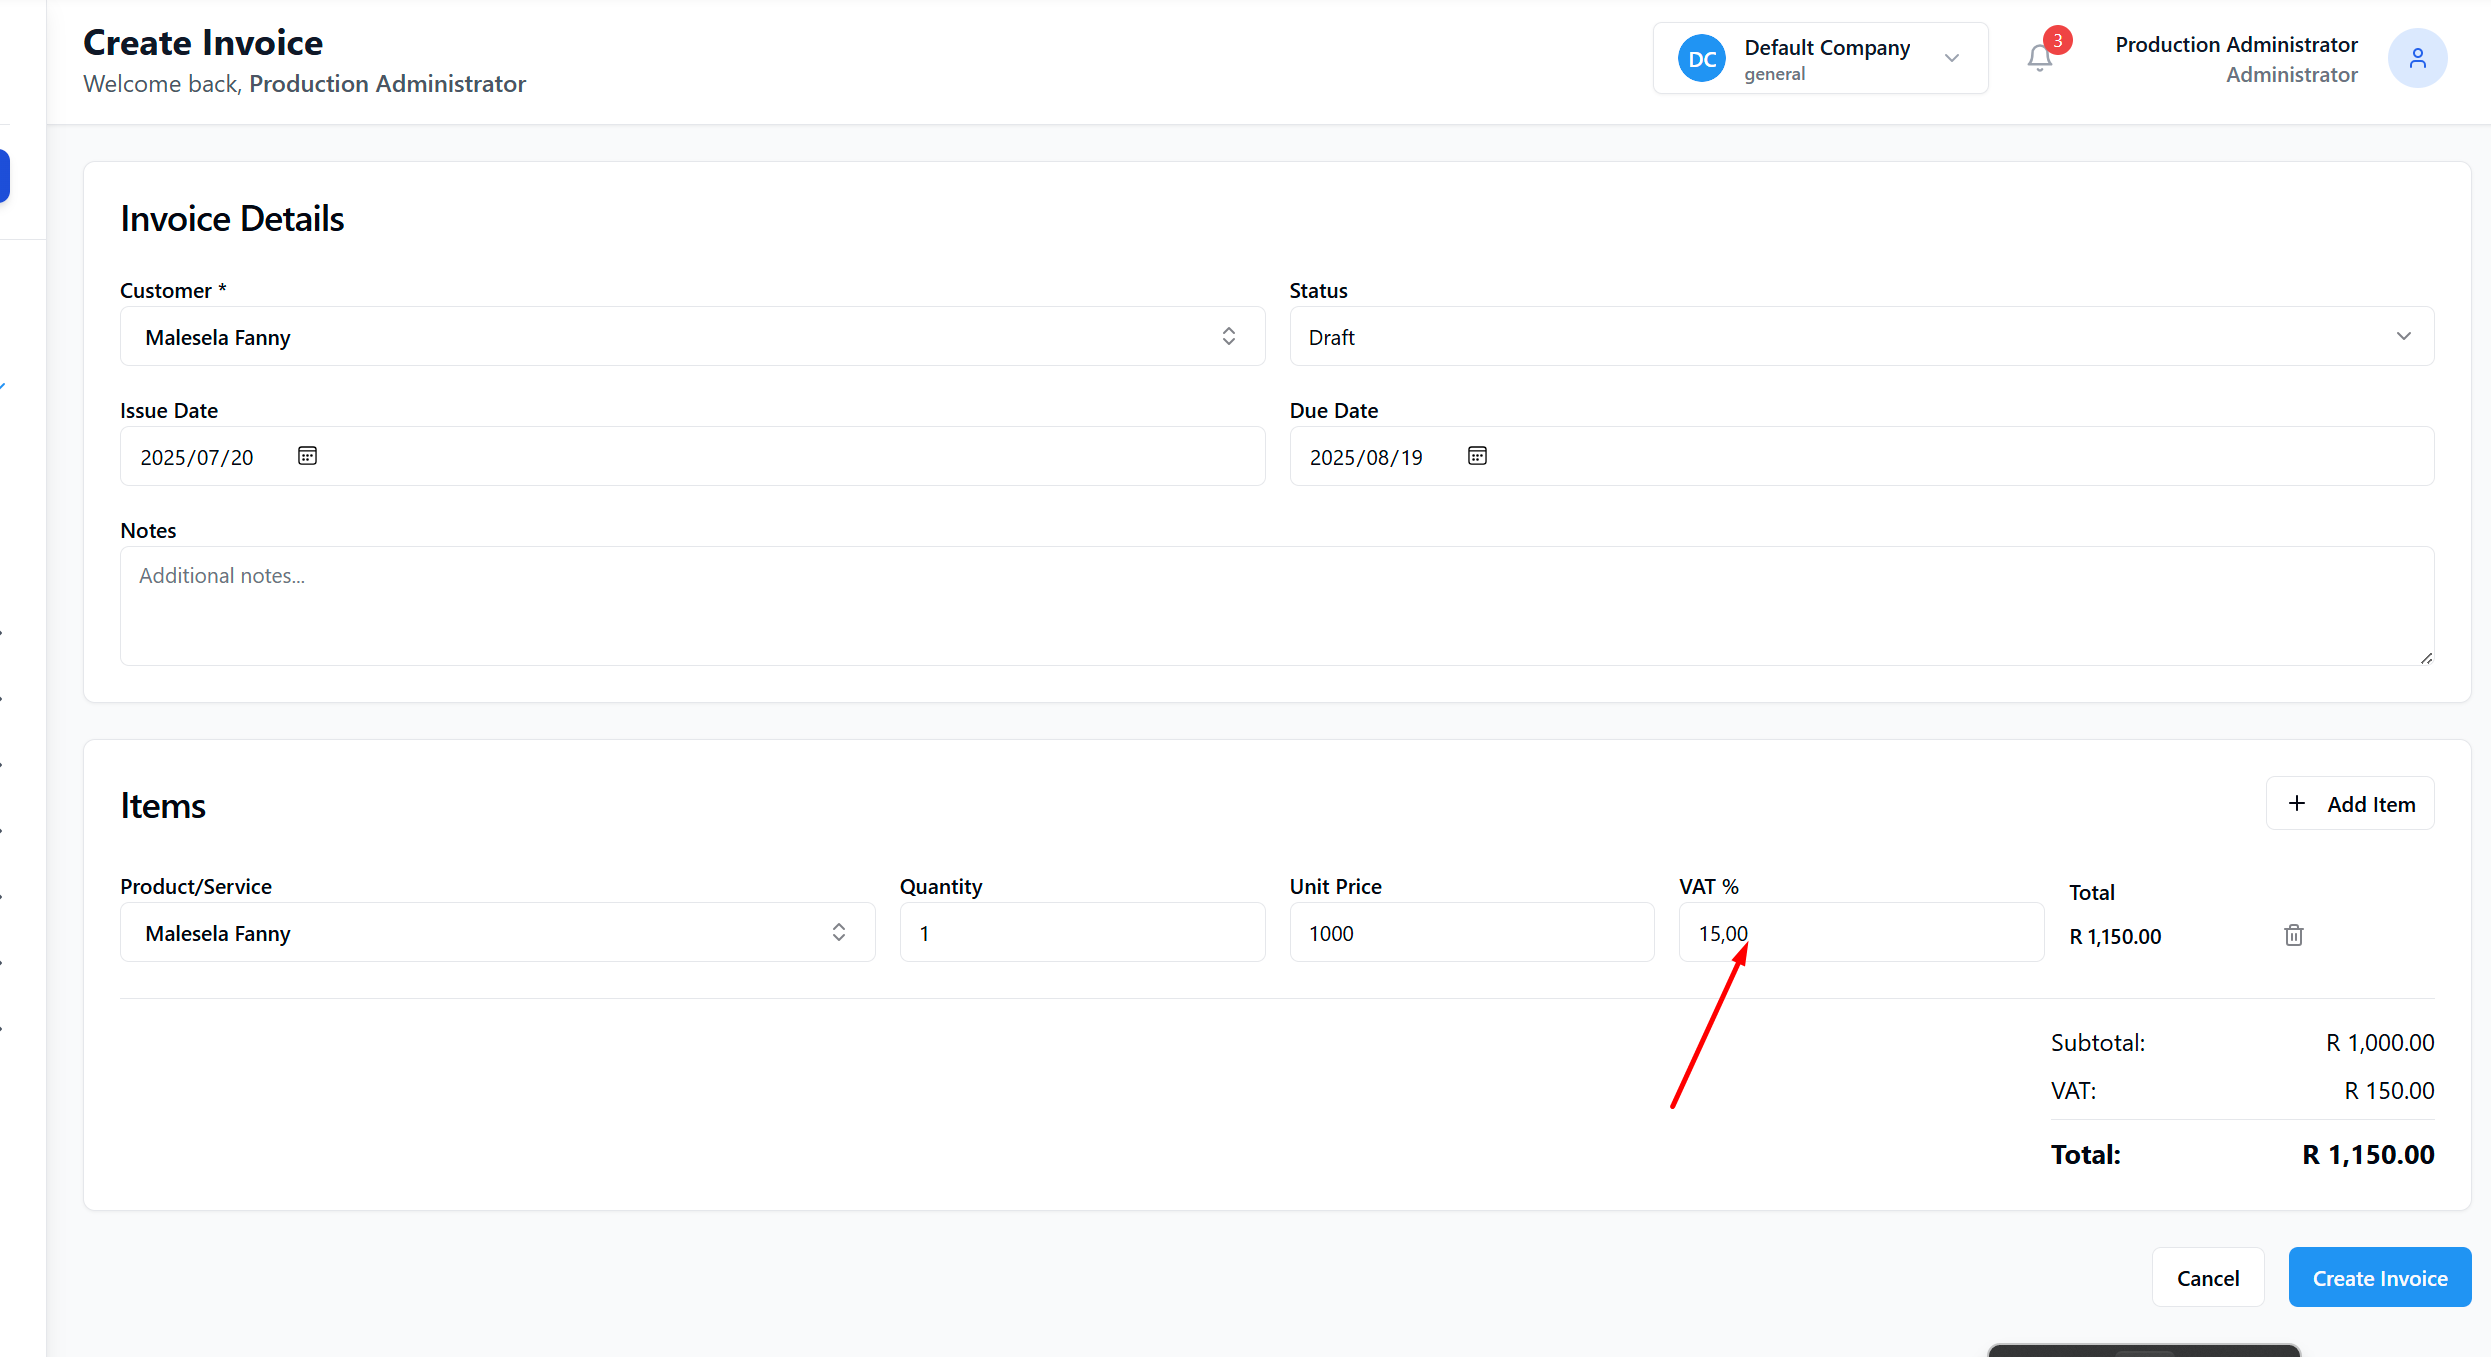 Create Invoice
Welcome back, Production Administrator
DC
Default Company
general
3
Production Administrator
Administrator
Invoice Details
Customer *
Malesela Fanny
Status
Draft
Issue Date
2025/07/20
Due Date
2025/08/19
Notes
Additional notes...
Items
+ Add Item
Product/Service
Malesela Fanny
Quantity
1
Unit Price
1000
VAT %
15,00
Total
R 1,150.00
Subtotal: R 1,000.00
VAT: R 150.00
Total: R 1,150.00
Cancel
Create Invoice